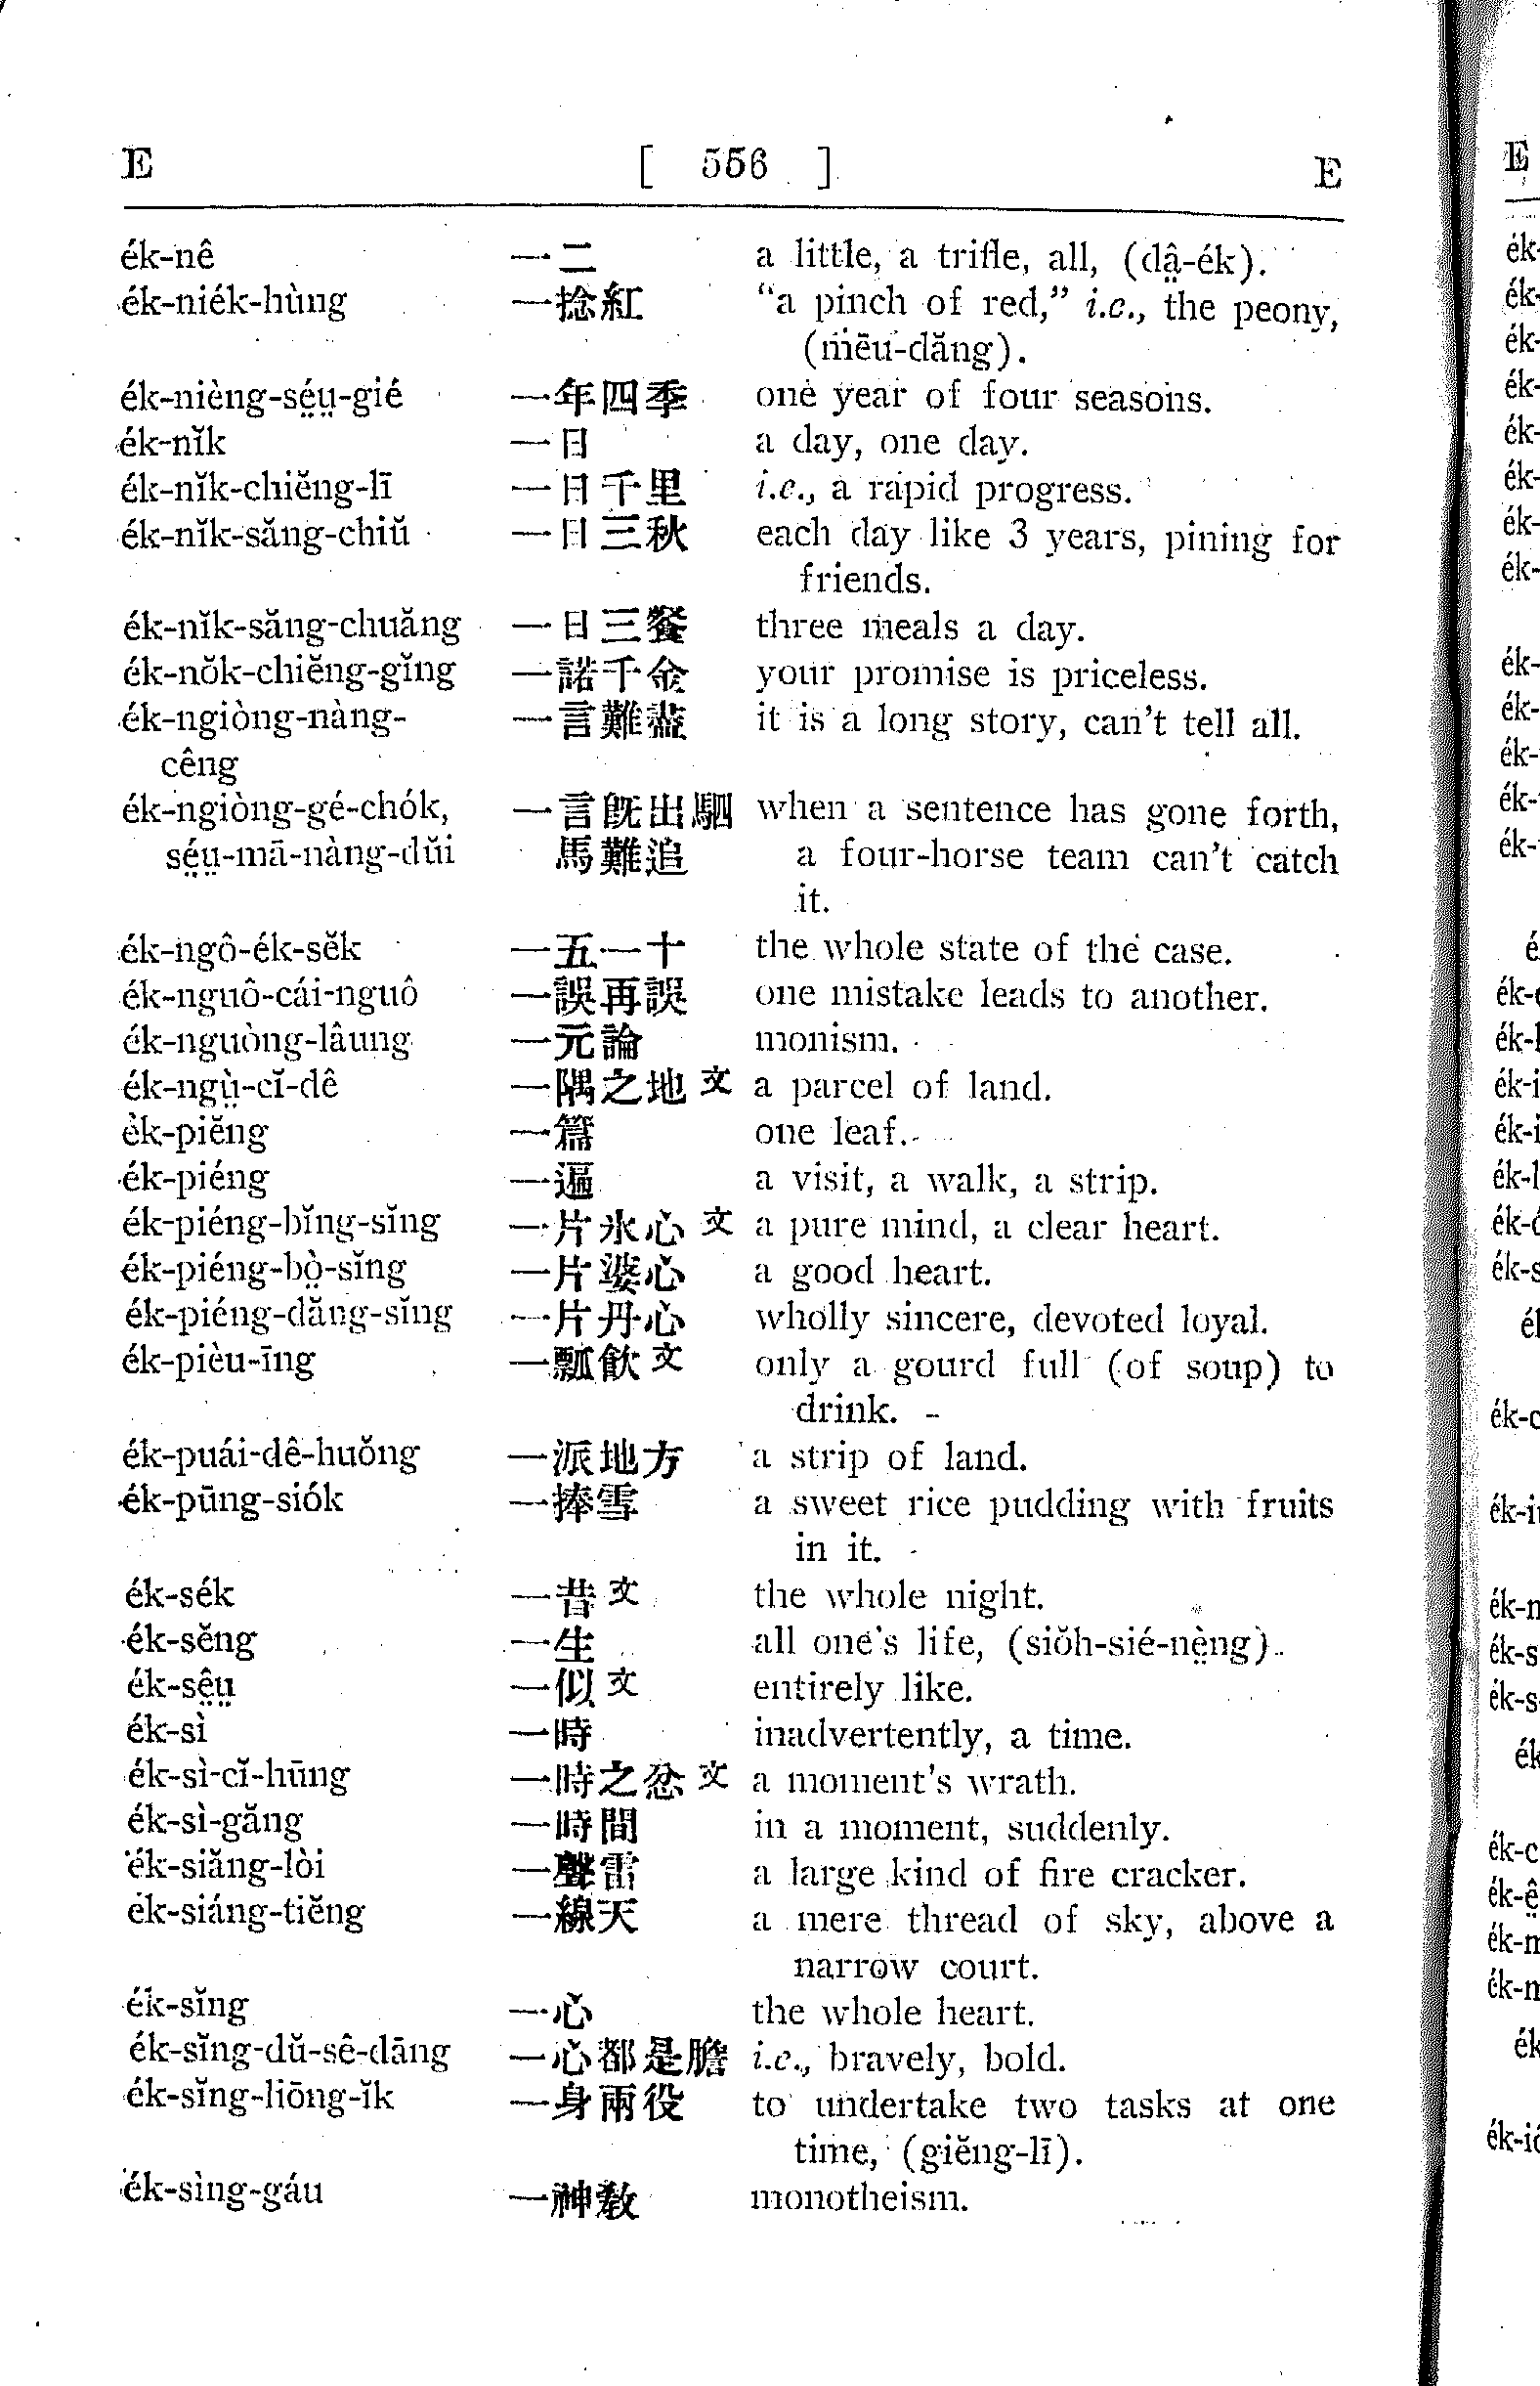 E [ 556 ] E
ék-nê 一二 a little, a trifle, all, (dâ̤-ék).
ék-niék-hùng 一捻紅 “a pinch of red,” i.e., the peony,
(mēu-dăng).
ék-nièng-sé̤ṳ-gié 一年四季 one year of four seasons.
ék-nĭk 一日 a day, one day.
ék-nĭk-chiĕng-lī 一日千里 i.e., a rapid progress.
ék-nĭk-săng-chiŭ 一日三秋 each day like 3 years, pining for
friends.
ék-nĭk-săng-chuăng 一日三餐 three meals a day.
ék-nŏk-chiĕng-gĭng 一諾千金 your promise is priceless.
ék-ngiòng-nàng- 一言難盡 it is a long story, can’t tell all.
cêng
ék-ngiòng-gé-chók, 一言旣出駟 when a sentence has gone forth,
sé̤ṳ-mā-nàng-dŭi 馬難追 a four-horse team can’t catch
it.
ék-ngô-ék-sĕk 一五一十 the whole state of the case.
ék-nguô-cái-nguô 一誤再誤 one mistake leads to another.
ék-nguòng-lâung 一元論 monism.
ék-ngṳ̀-cĭ-dê 一隅之地文 a parcel of land.
èk-piĕng 一篇 one leaf.
ék-piéng 一遍 a visit, a walk, a strip.
ék-piéng-bĭng-sĭng 一片氷心文 a pure mind, a clear heart.
ék-piéng-bò̤-sĭng 一片婆心 a good heart.
ék-piéng-dăng-sĭng 一片丹心 wholly sincere, devoted loyal.
ék-pièu-īng 一瓢飮文 only a gourd full (of soup) to
drink.
ék-puái-dê-huŏng 一派地方 a strip of land.
ék-pūng-siók 一捧雪 a sweet rice pudding with fruits
in it.
ék-sék 一昔文 the whole night.
ék-sĕng 一生 all one’s life, (siŏh-sié-nè̤ng).
ék-sê̤ṳ 一似文 entirely like.
ék-sì 一時 inadvertently, a time.
ék-sì-cĭ-hūng 一時之忿文 a moment’s wrath.
ék-sì-găng 一時間 in a moment, suddenly.
ék-siăng-lòi 一聲雷 a large kind of fire cracker.
ék-siáng-tiĕng 一線天 a mere thread of sky, above a
narrow court.
ék-sĭng 一心 the whole heart.
ék-sĭng-dŭ-sê-dāng 一心都是膽 i.e., bravely, bold.
ék-sĭng-liōng-ĭk 一身兩役 to undertake two tasks at one
time, (giĕng-lī).
ék-sìng-gáu 一神敎 monotheism.